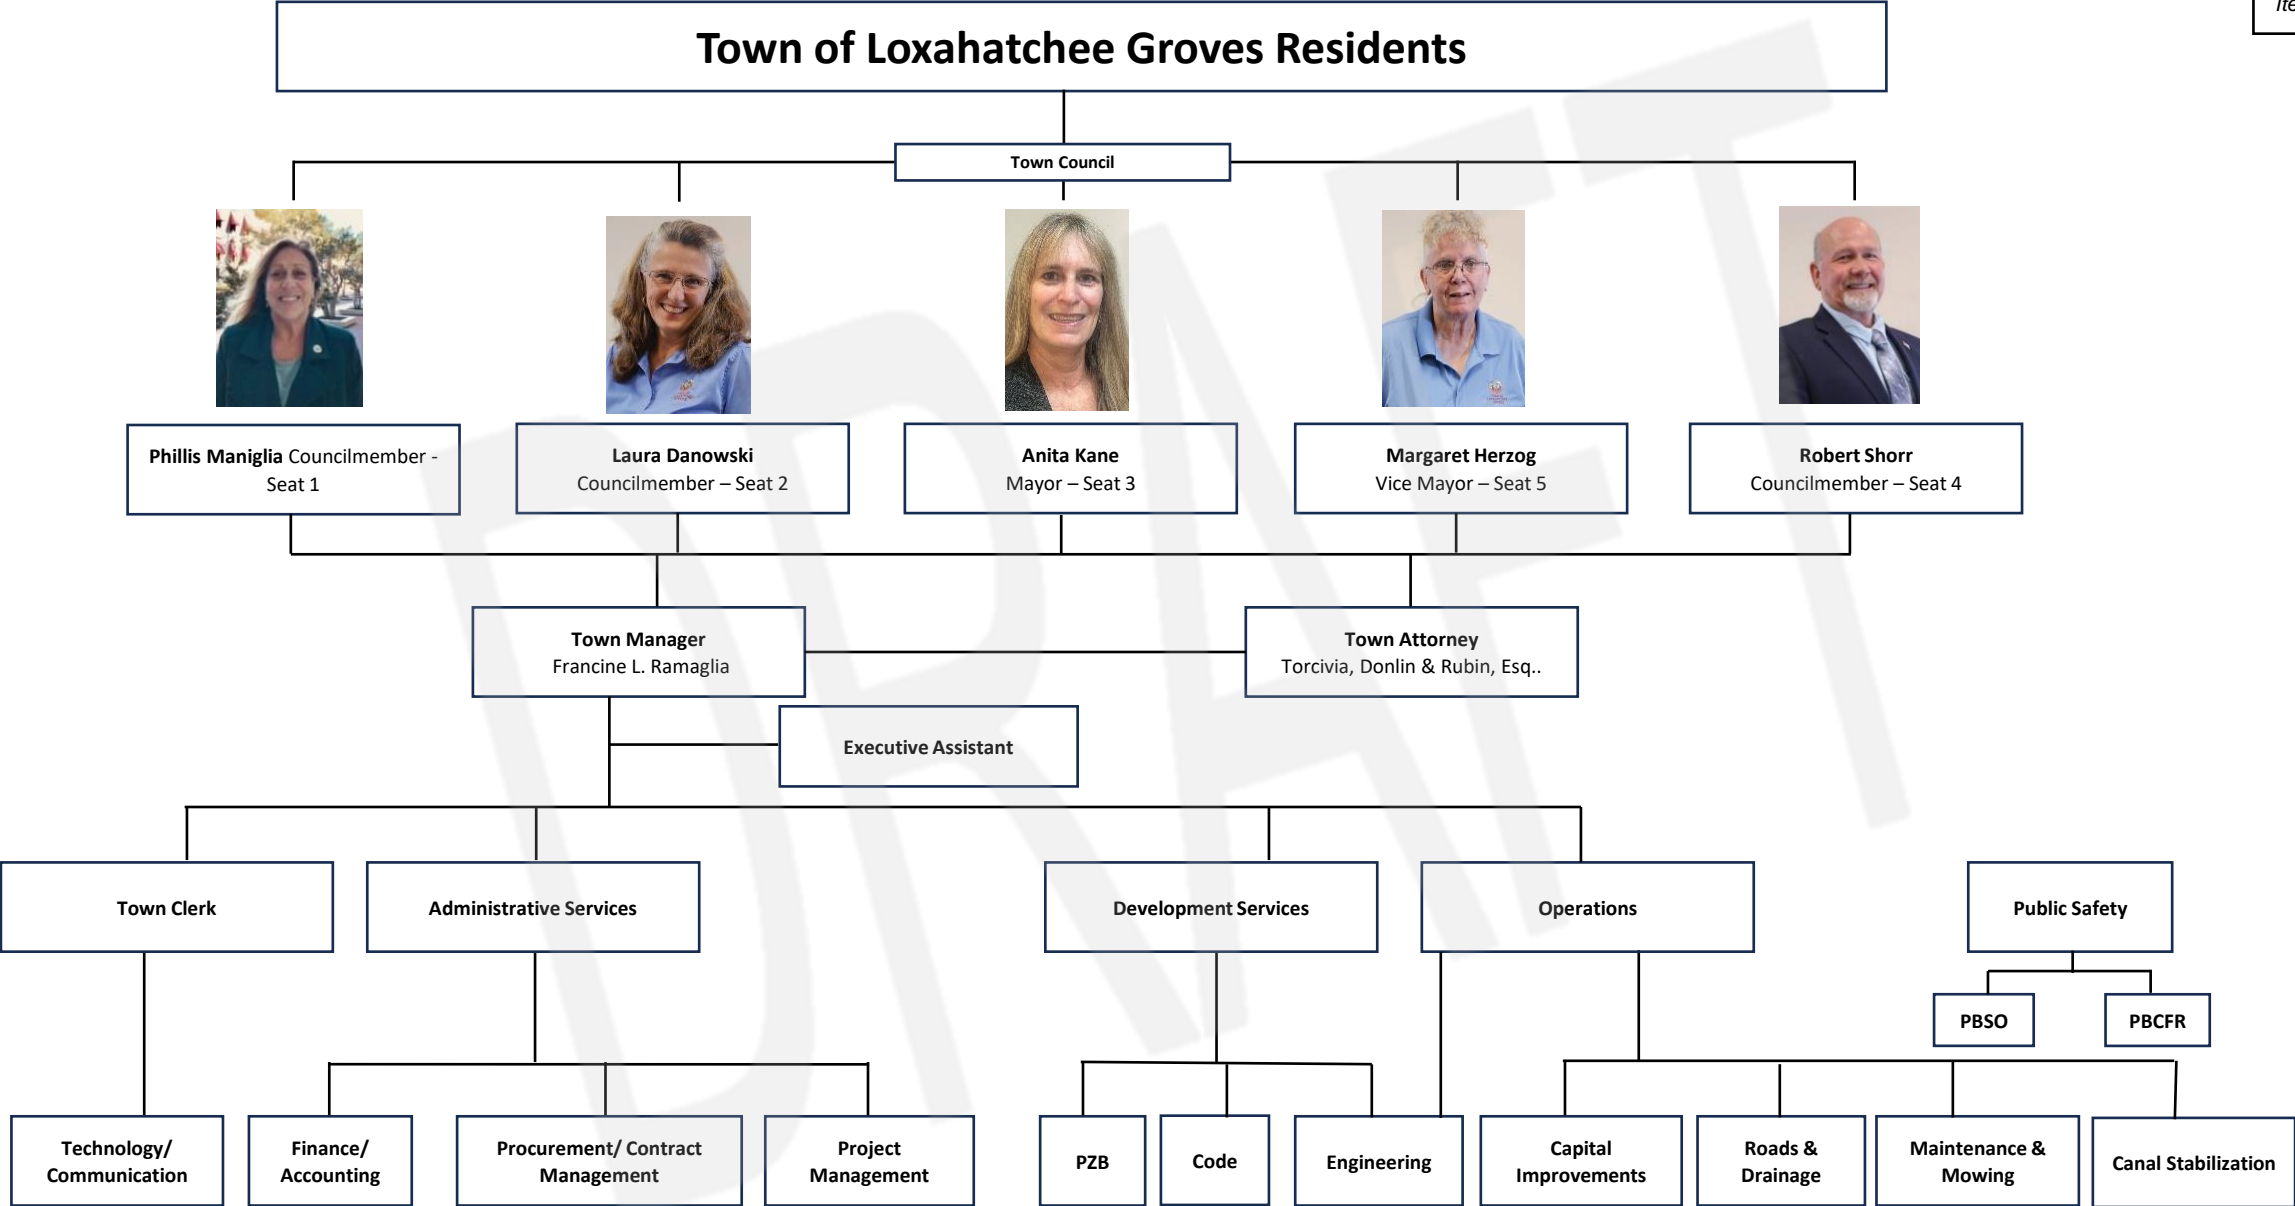 Ite
Town of Loxahatchee Groves Residents
Town Council
Phillis Maniglia Councilmember -
Seat 1
Laura Danowski
Councilmember – Seat 2
Anita Kane
Mayor – Seat 3
Margaret Herzog
Vice Mayor – Seat 5
Robert Shorr
Councilmember – Seat 4
Town Manager
Francine L. Ramaglia
Town Attorney
Torcivia, Donlin & Rubin, Esq..
Executive Assistant
Town Clerk
Administrative Services
Development Services
Operations
Public Safety
PBSO
PBCFR
Technology/
Communication
Finance/
Accounting
Procurement/ Contract
Management
Project
Management
PZB
Code
Engineering
Capital
Improvements
Roads &
Drainage
Maintenance &
Mowing
Canal Stabilization
DRAFT